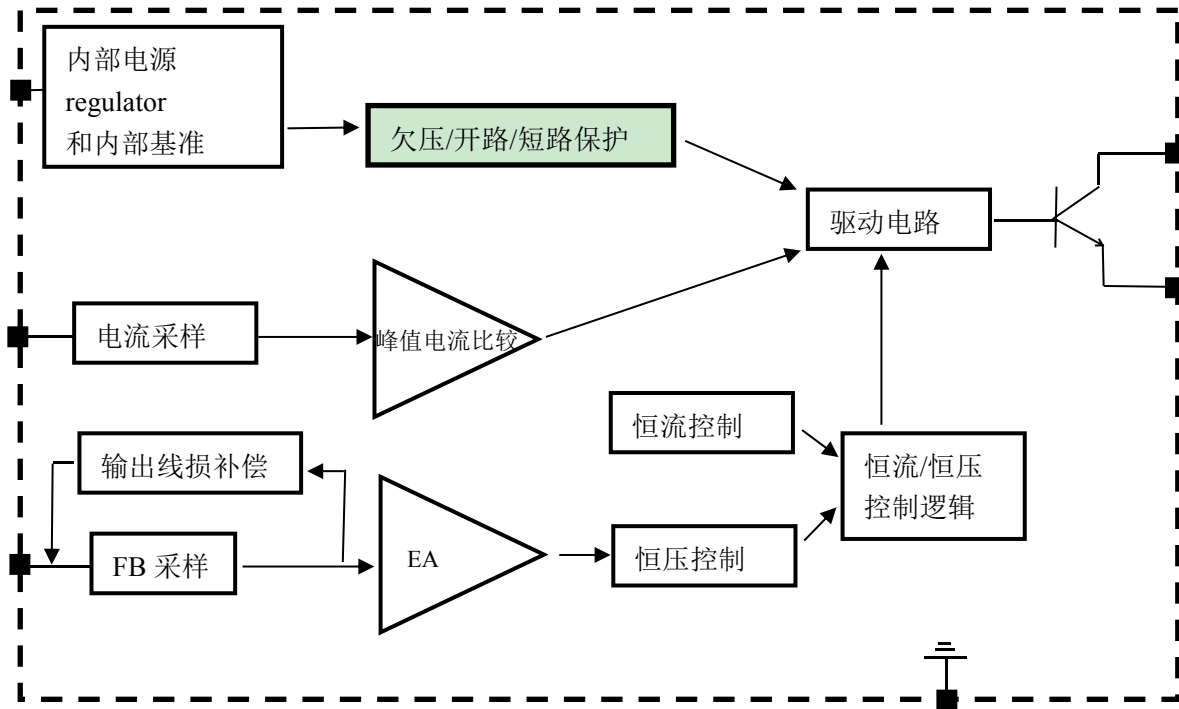 内部电源
regulator
和内部基准
欠压/开路/短路保护
驱动电路
电流采样
峰值电流比较
恒流控制
输出线损补偿
恒流/恒压
控制逻辑
FB 采样
EA
恒压控制